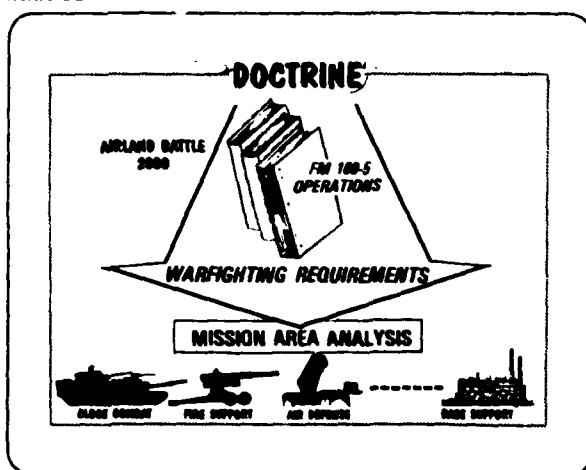 DOCTRINE
AIRLAND BATTLE
2000
FM 100-5
OPERATIONS
WARFIGHTING REQUIREMENTS
MISSION AREA ANALYSIS
CLOSE COMBAT
FIRE SUPPORT
AIR DEFENSE
BASE SUPPORT